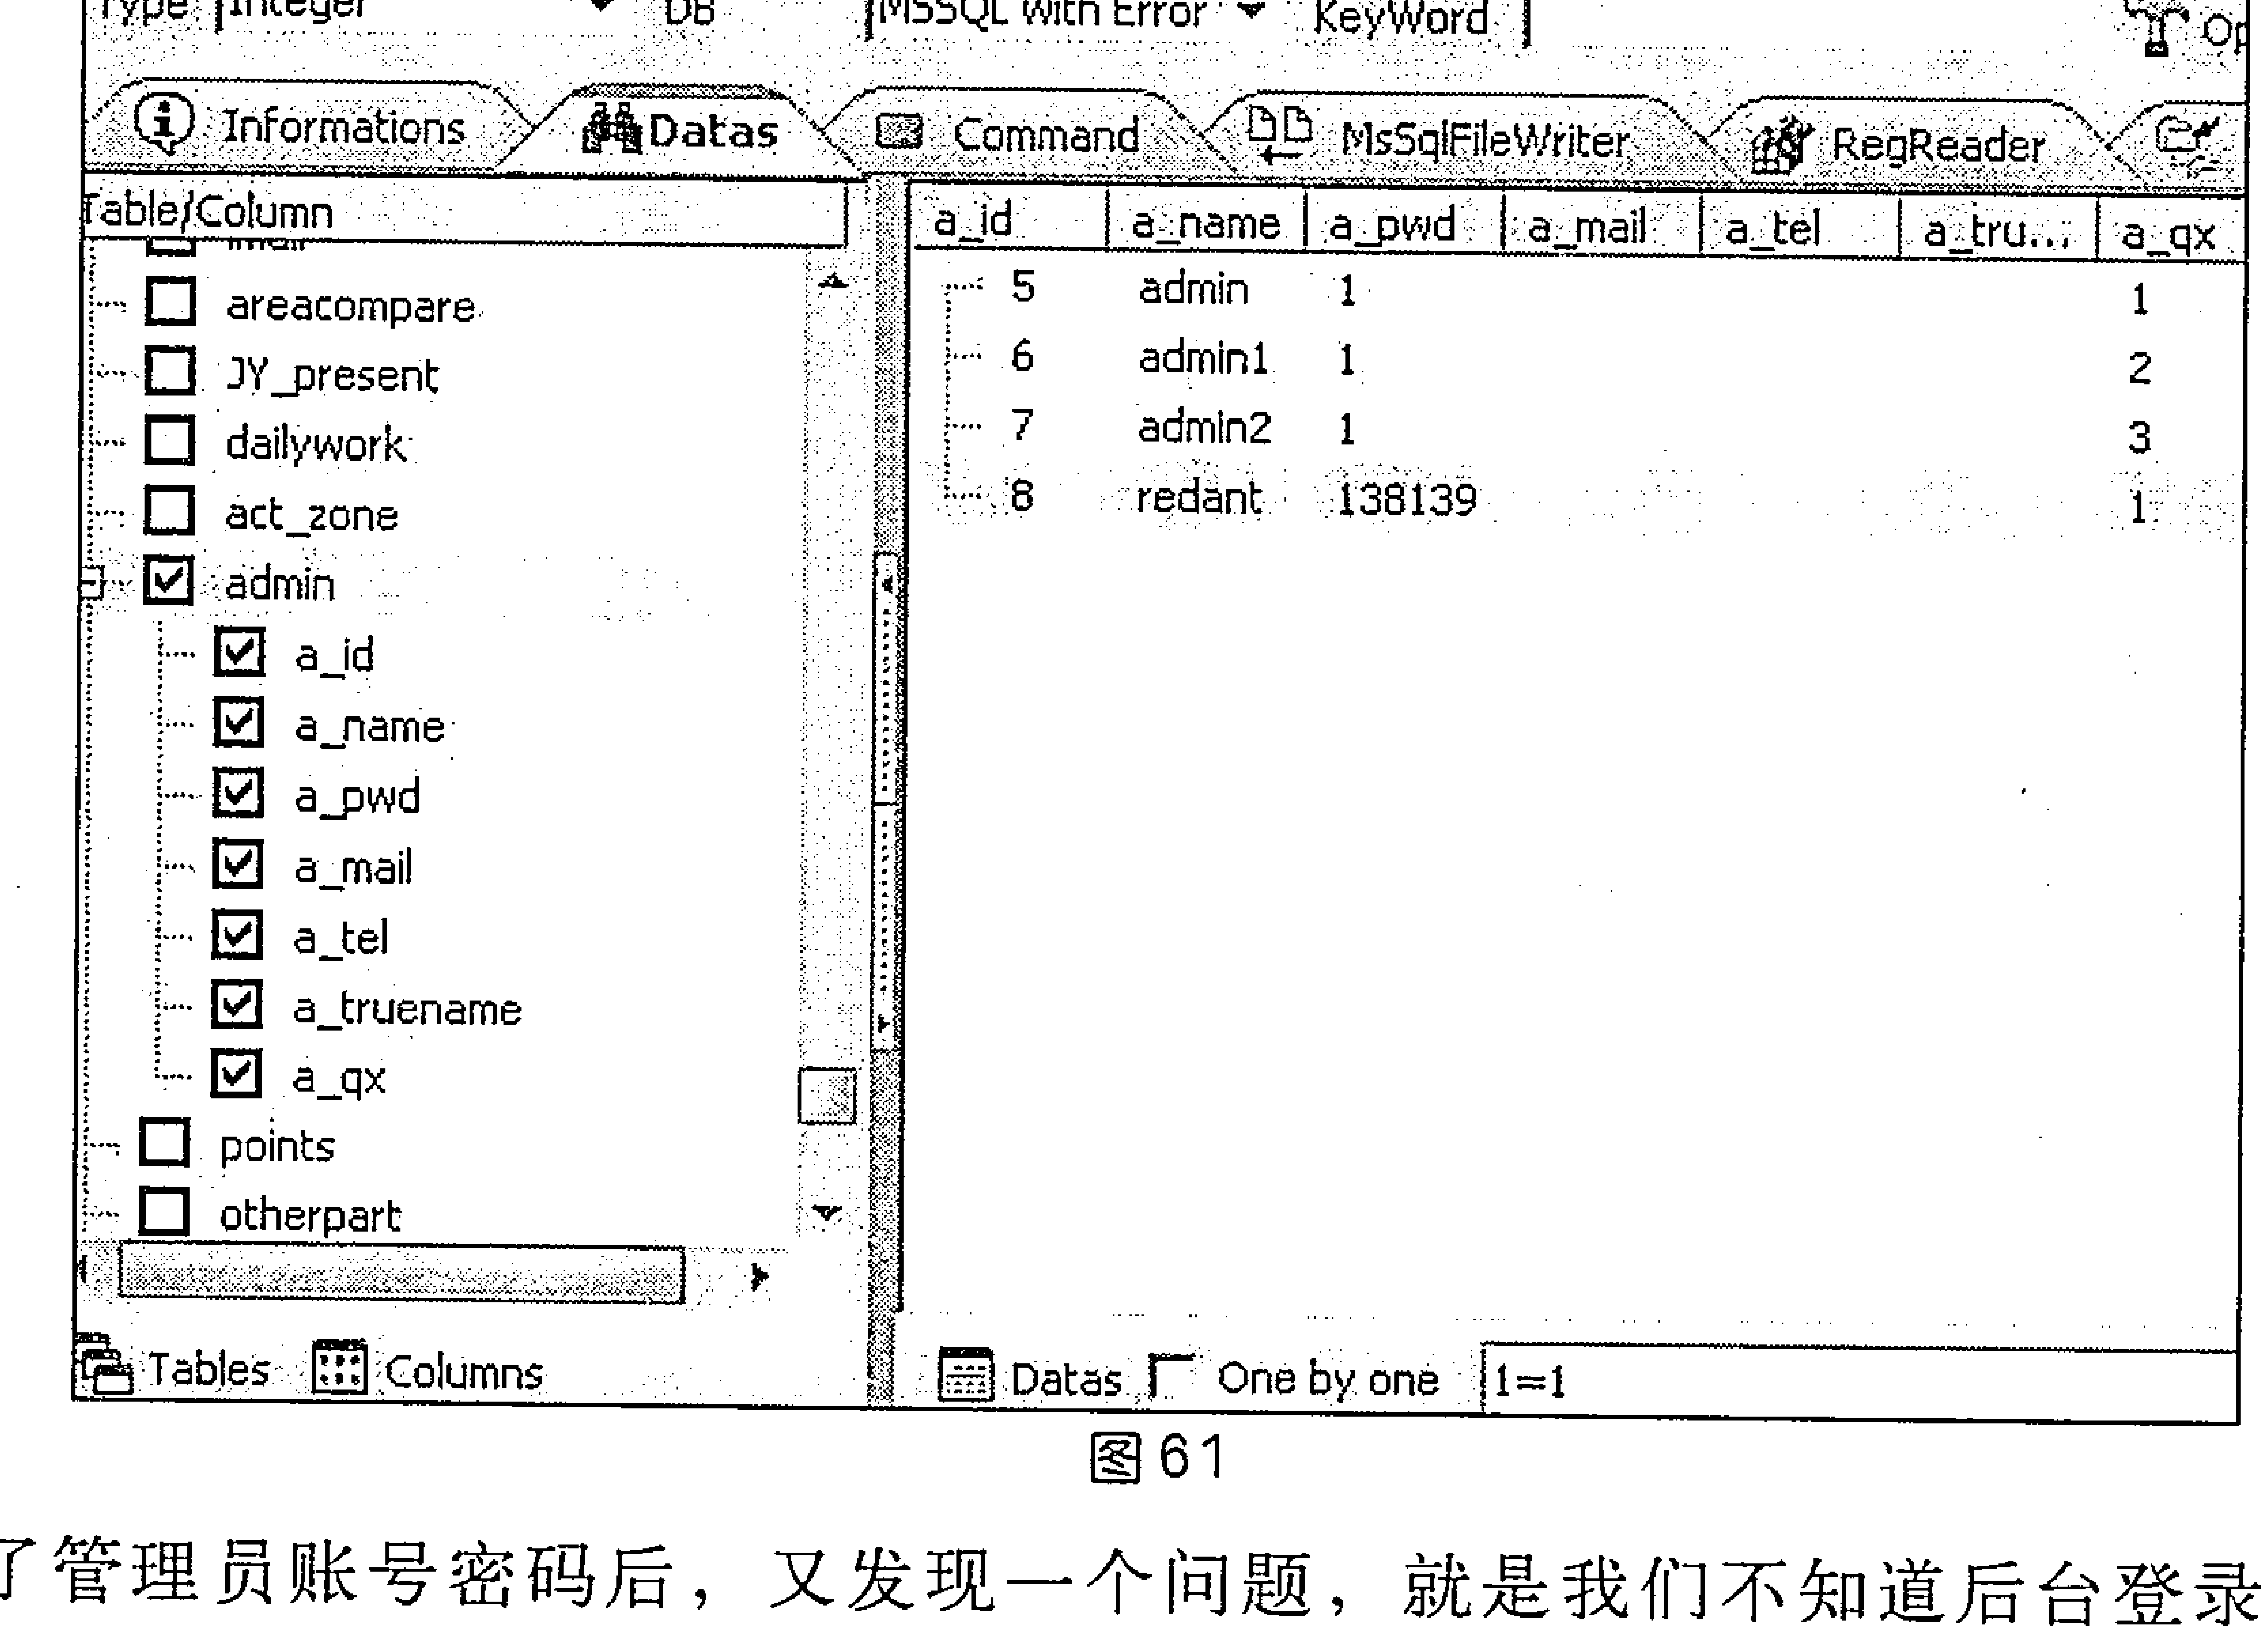 Type Integer DB MSSQL With Error KeyWord Op
Informations Datas Command MsSqlFileWriter RegReader
Table/Column
areacompare
JY_present
dailywork
act_zone
admin
a_id
a_name
a_pwd
a_mail
a_tel
a_truename
a_qx
points
otherpart
Tables Columns
a_id a_name a_pwd a_mail a_tel a_tru... a_qx
5 admin 1 1
6 admin1 1 2
7 admin2 1 3
8 redant 138139 1
Datas One by one 1=1
图61
了管理员账号密码后，又发现一个问题，就是我们不知道后台登录